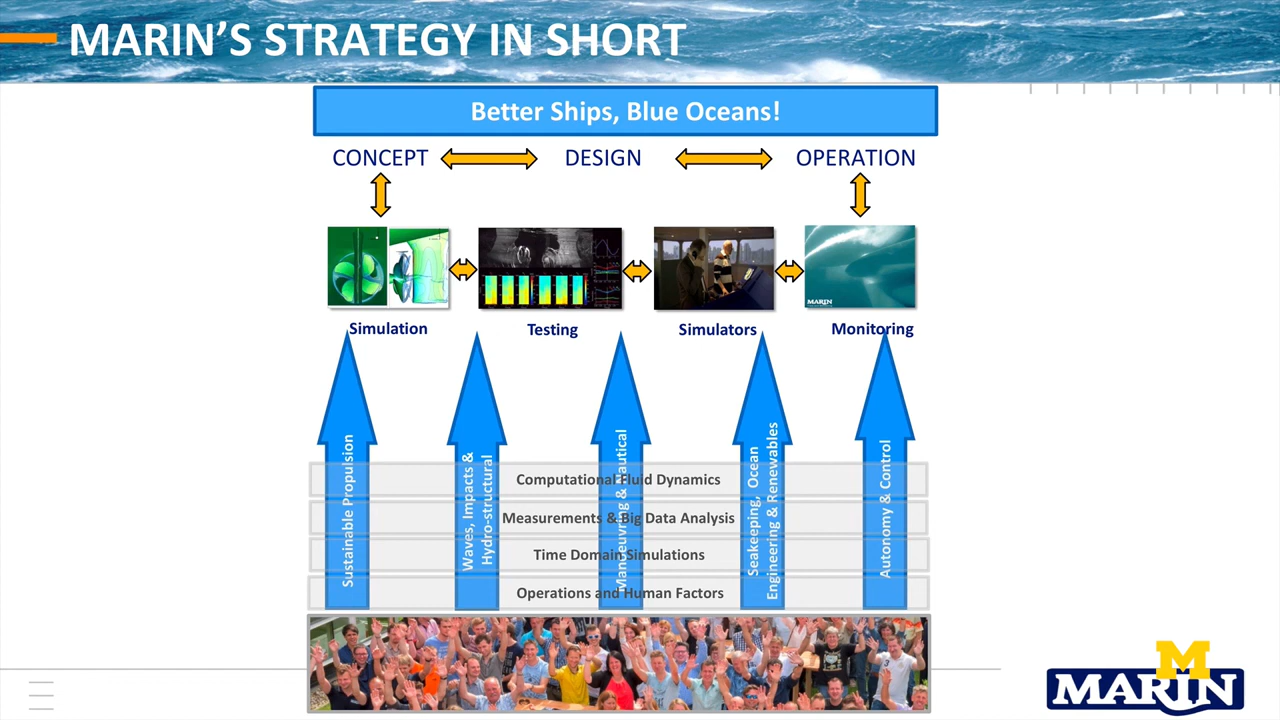 MARIN'S STRATEGY IN SHORT
Better Ships, Blue Oceans!
CONCEPT
DESIGN
OPERATION
MARIN
Simulation
Testing
Simulators
Monitoring
Sustainable Propulsion
Waves, Impacts &
Hydro-structural
Maneuvring & Nautical
Seakeeping, Ocean
Engineering & Renewables
Autonomy & Control
Computational Fluid Dynamics
Measurements & Big Data Analysis
Time Domain Simulations
Operations and Human Factors
M
MARIN